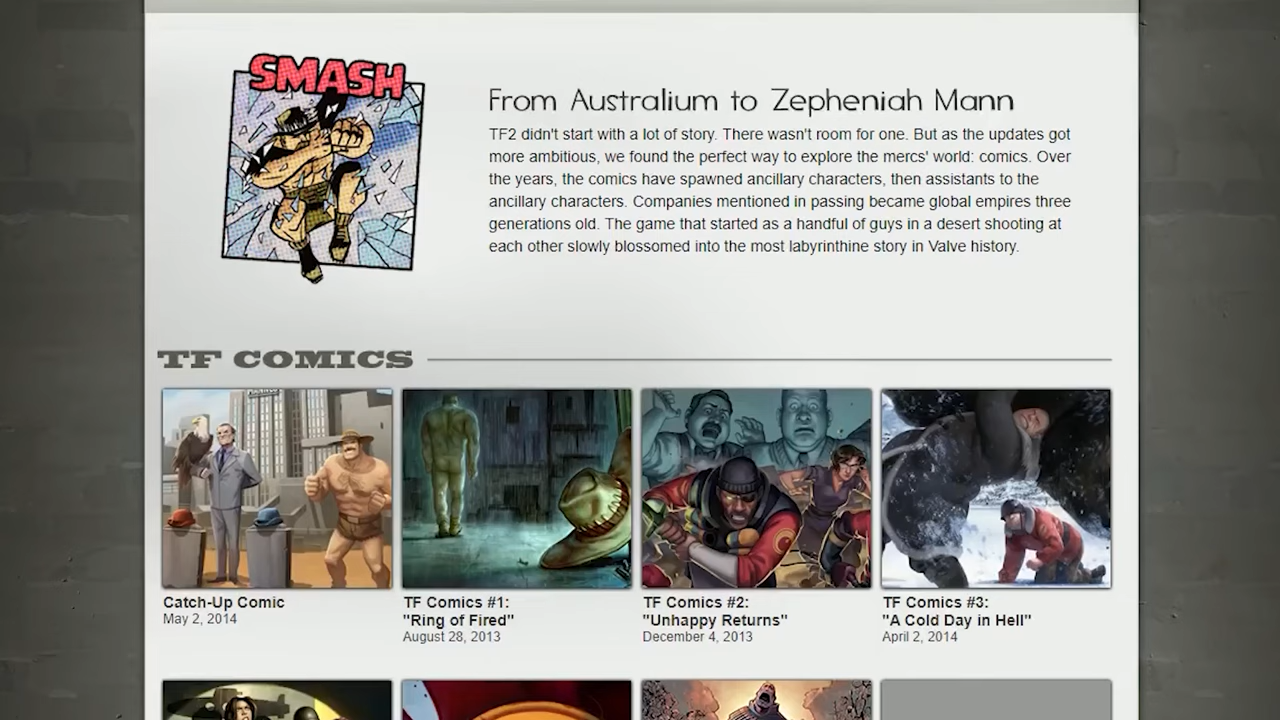 SMASH
From Australium to Zepheniah Mann
TF2 didn't start with a lot of story. There wasn't room for one. But as the updates got
more ambitious, we found the perfect way to explore the mercs' world: comics. Over
the years, the comics have spawned ancillary characters, then assistants to the
ancillary characters. Companies mentioned in passing became global empires three
generations old. The game that started as a handful of guys in a desert shooting at
each other slowly blossomed into the most labyrinthine story in Valve history.
TF COMICS
Catch-Up Comic
May 2, 2014
TF Comics #1:
"Ring of Fired"
August 28, 2013
TF Comics #2:
"Unhappy Returns"
December 4, 2013
TF Comics #3:
"A Cold Day in Hell"
April 2, 2014